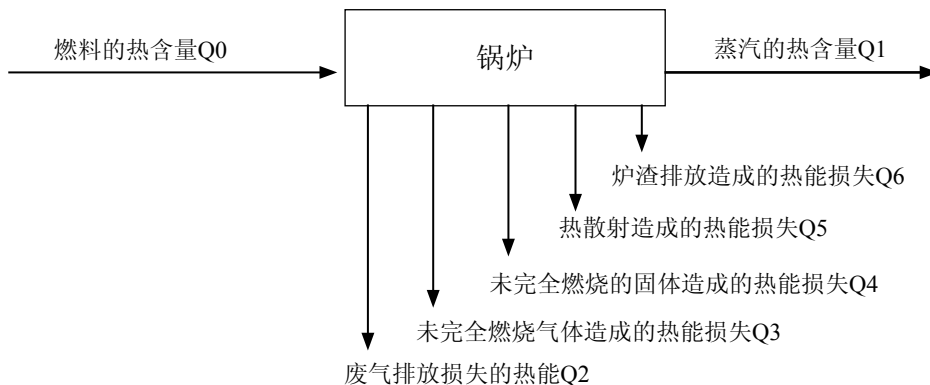 燃料的热含量Q0
锅炉
蒸汽的热含量Q1
炉渣排放造成的热能损失Q6
热散射造成的热能损失Q5
未完全燃烧的固体造成的热能损失Q4
未完全燃烧气体造成的热能损失Q3
废气排放损失的热能Q2